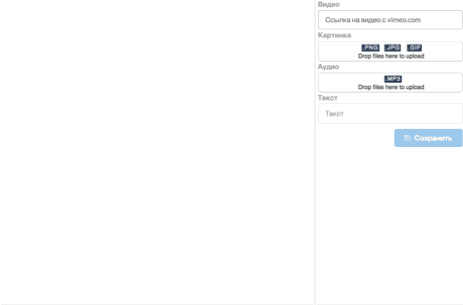 Видео
Ссылка на видео с vimeo.com
Картинка
.PNG .JPG .GIF
Drop files here to upload
Аудио
.MP3
Drop files here to upload
Текст
Текст
Сохранить